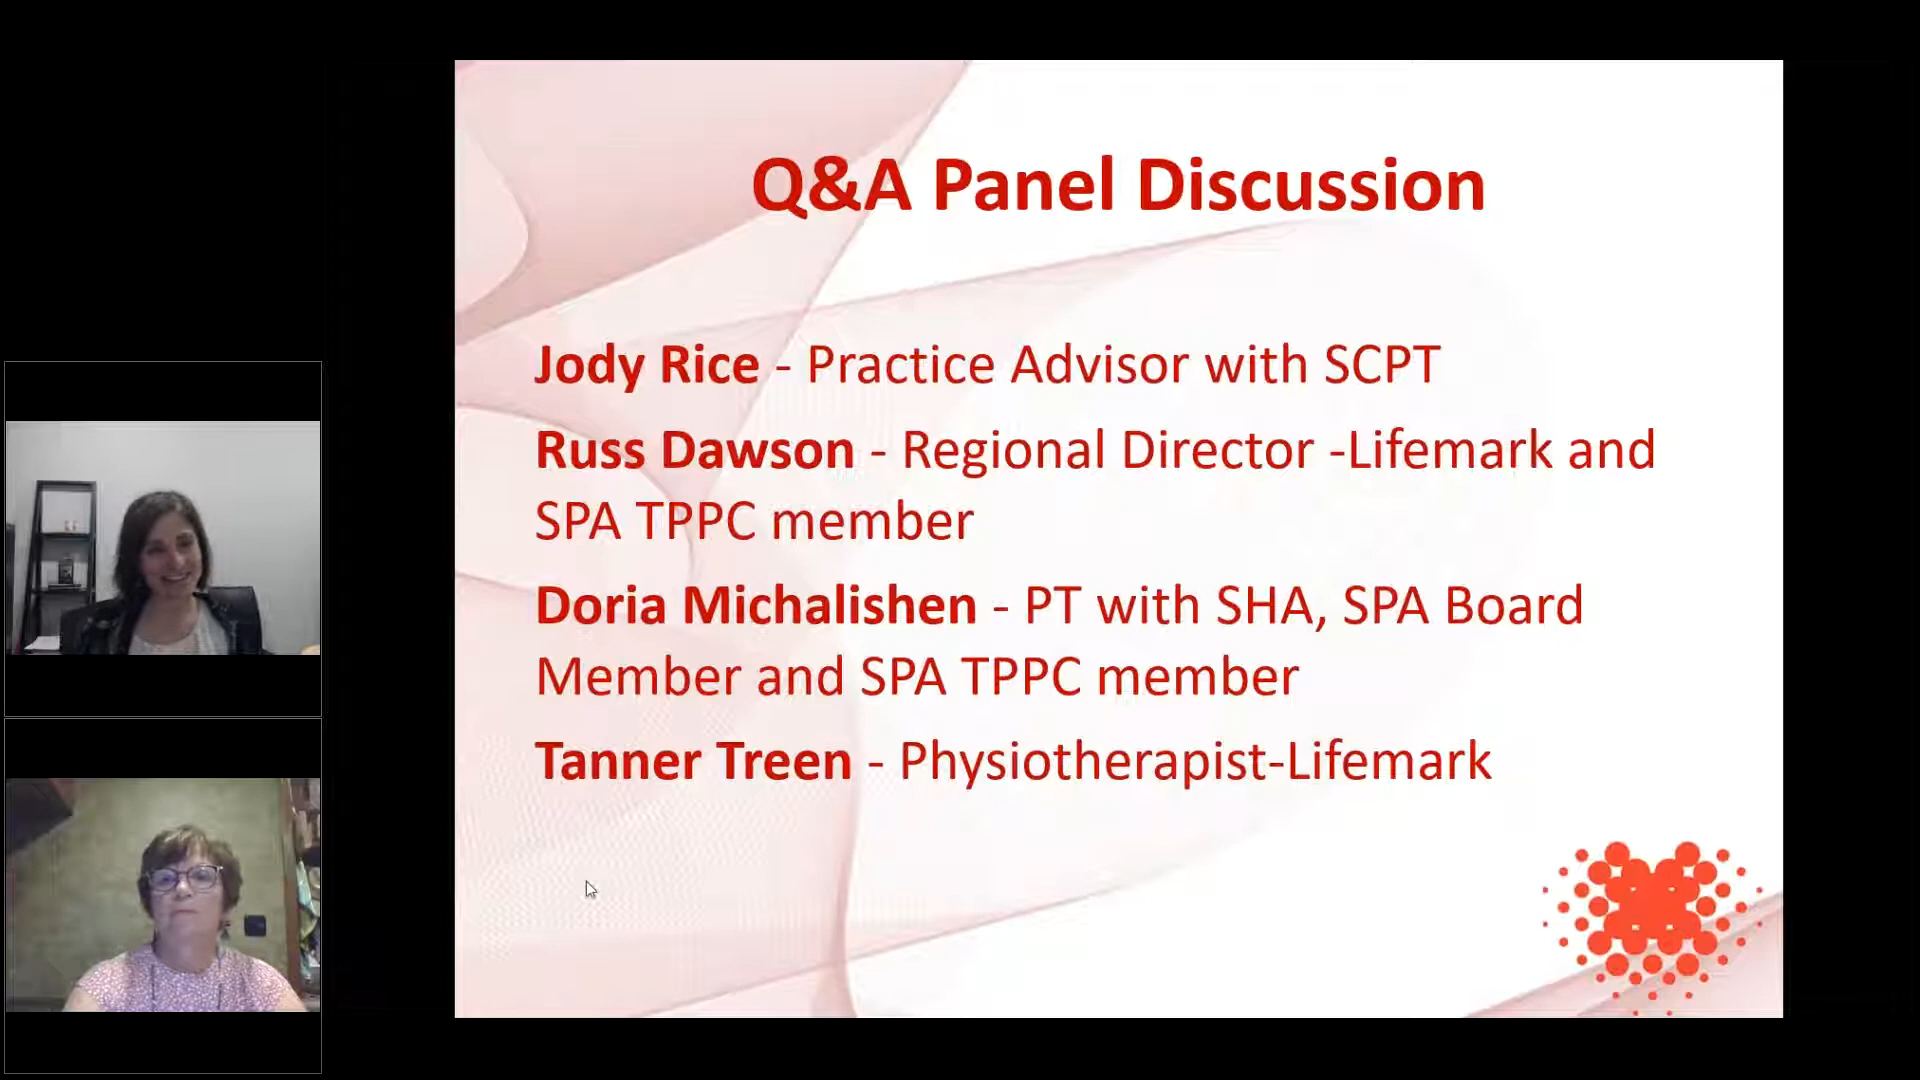 Q&A Panel Discussion
Jody Rice - Practice Advisor with SCPT
Russ Dawson - Regional Director -Lifemark and
SPA TPPC member
Doria Michalishen - PT with SHA, SPA Board
Member and SPA TPPC member
Tanner Treen - Physiotherapist-Lifemark